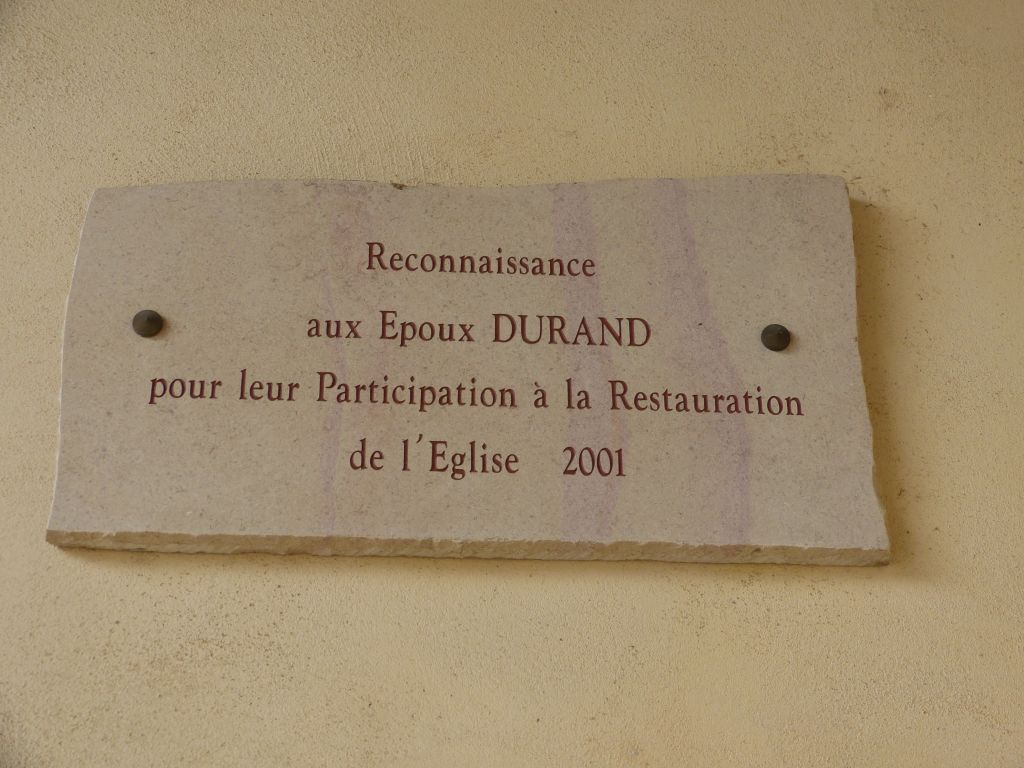 Reconnaissance
aux Epoux DURAND
pour leur Participation à la Restauration
de l'Eglise 2001